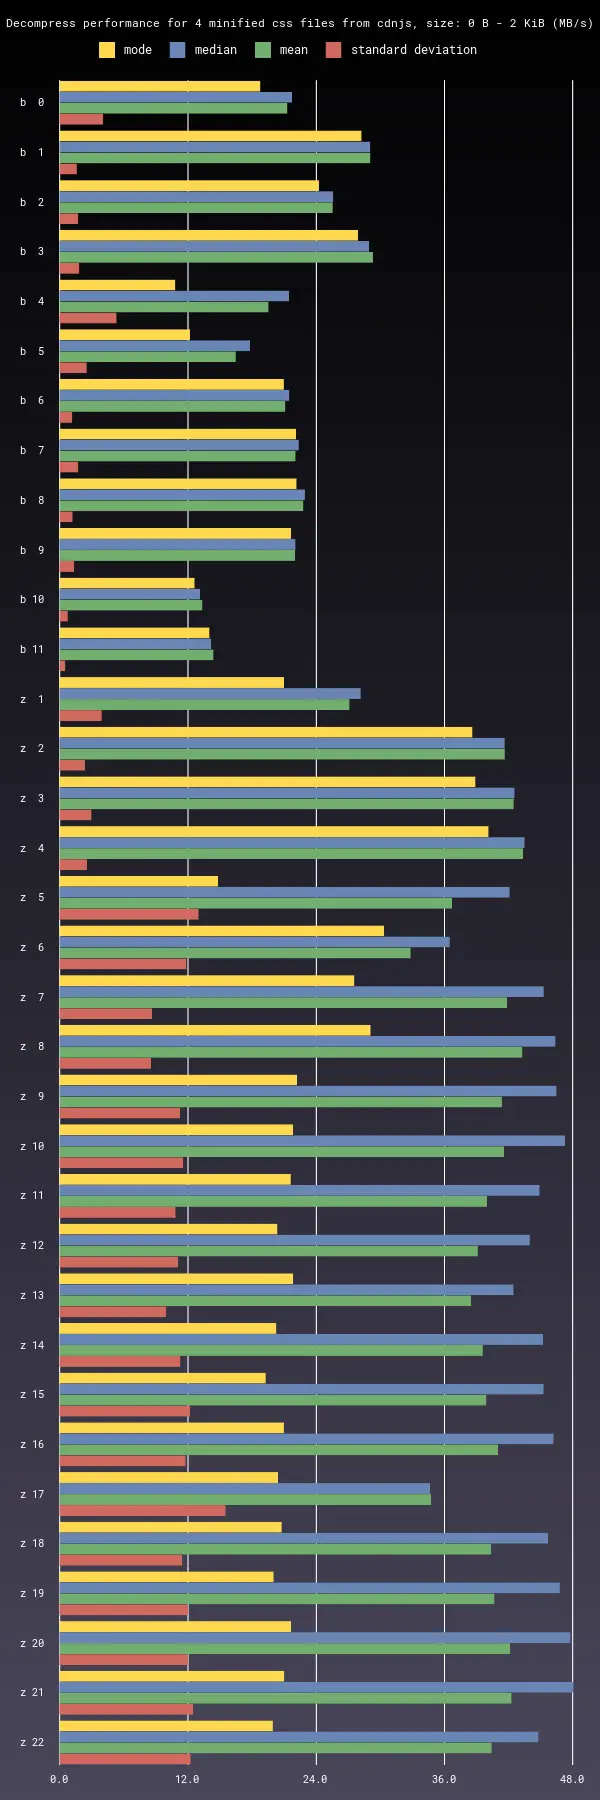 Decompress performance for 4 minified css files from cdnjs, size: 0 B - 2 KiB (MB/s)
mode median mean standard deviation
b 0
b 1
b 2
b 3
b 4
b 5
b 6
b 7
b 8
b 9
b 10
b 11
z 1
z 2
z 3
z 4
z 5
z 6
z 7
z 8
z 9
z 10
z 11
z 12
z 13
z 14
z 15
z 16
z 17
z 18
z 19
z 20
z 21
z 22
0.0 12.0 24.0 36.0 48.0